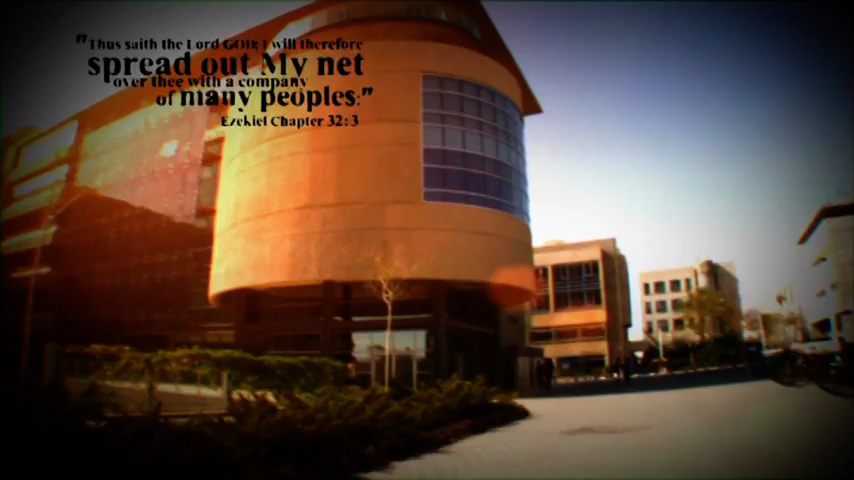 "Thus saith the Lord GOD; I will therefore
spread out My net
over thee with a company
of many peoples;"
Ezekiel Chapter 32:3